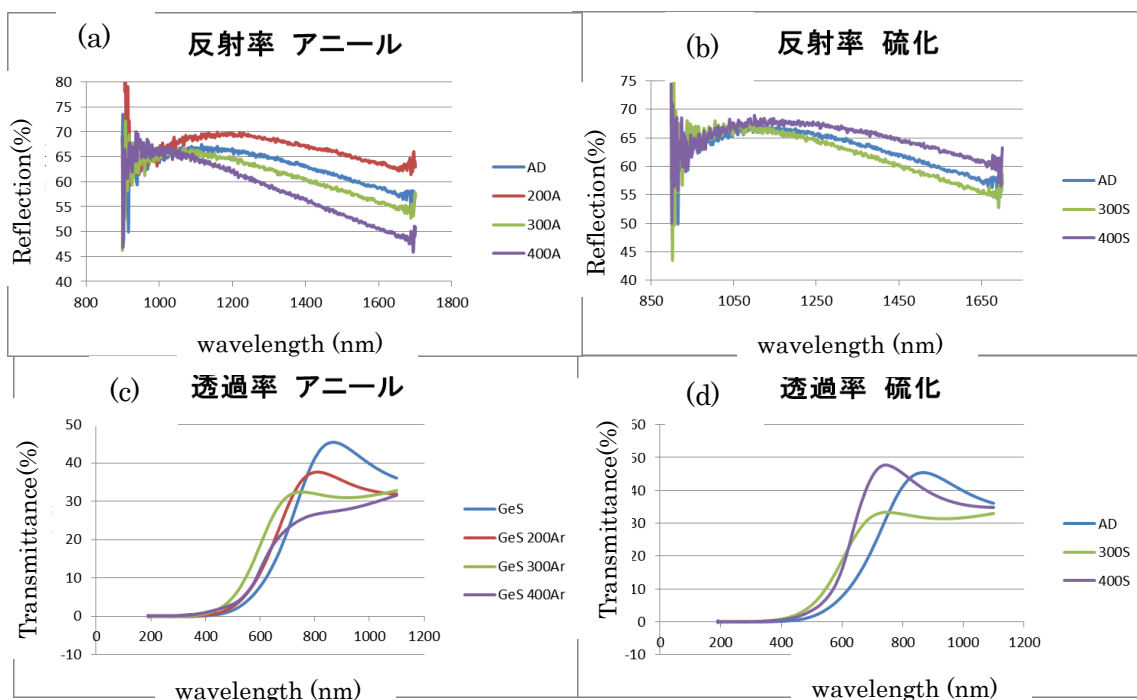 (a)
反射率 アニール
80
75
70
65
60
55
50
45
40
Reflection(%)
800
1000
1200
1400
1600
1800
wavelength (nm)
AD
200A
300A
400A
(b)
反射率 硫化
75
70
65
60
55
50
45
40
Reflection(%)
850
1050
1250
1450
1650
wavelength (nm)
AD
300S
400S
(c)
透過率 アニール
50
40
30
20
10
0
-10
Transmittance(%)
0
200
400
600
800
1000
1200
wavelength (nm)
GeS
GeS 200Ar
GeS 300Ar
GeS 400Ar
(d)
透過率 硫化
60
50
40
30
20
10
0
-10
Transmittance(%)
0
200
400
600
800
1000
1200
wavelength (nm)
AD
300S
400S